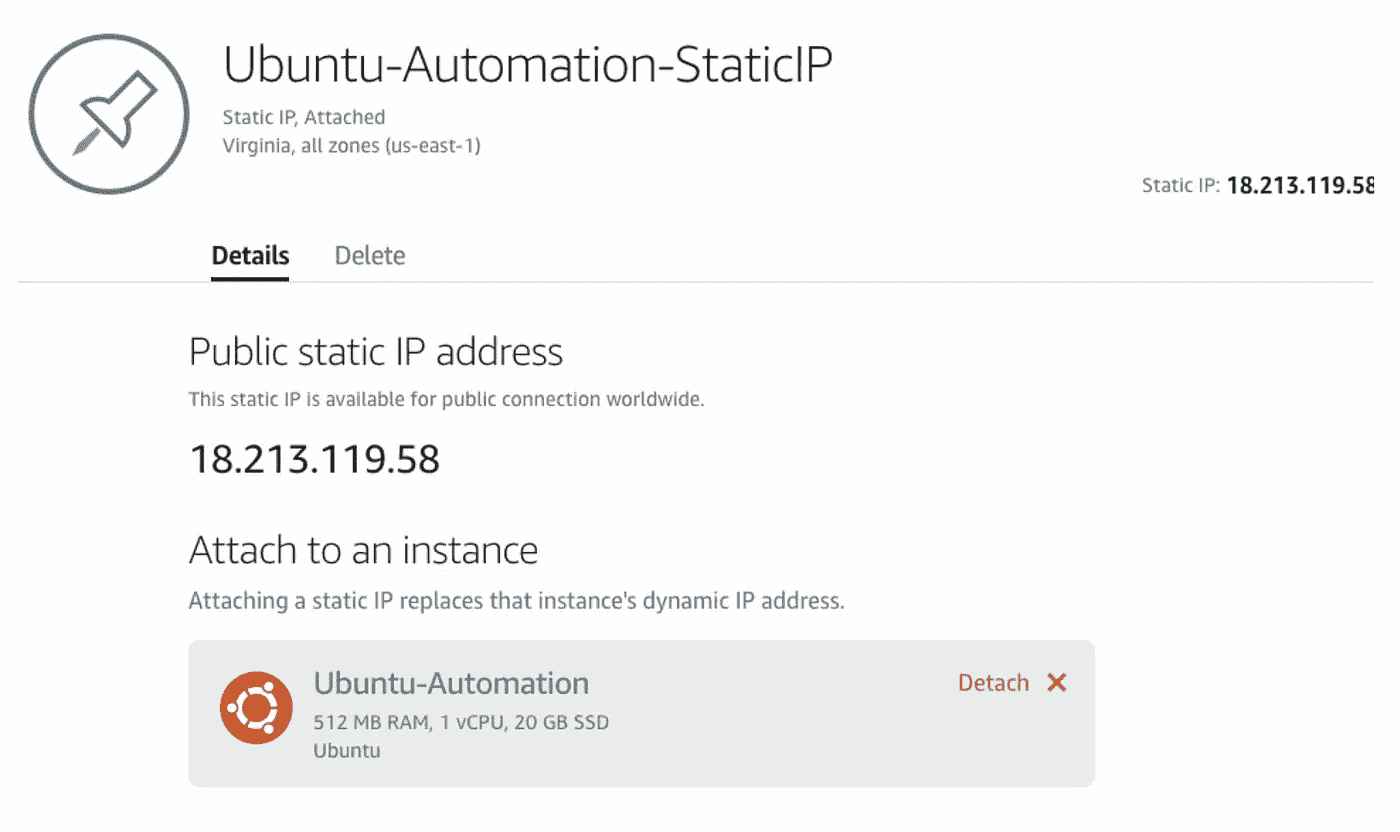 Ubuntu-Automation-StaticIP
Static IP, Attached
Virginia, all zones (us-east-1)
Static IP: 18.213.119.58
Details Delete
Public static IP address
This static IP is available for public connection worldwide.
18.213.119.58
Attach to an instance
Attaching a static IP replaces that instance's dynamic IP address.
Ubuntu-Automation
Detach X
512 MB RAM, 1 vCPU, 20 GB SSD
Ubuntu